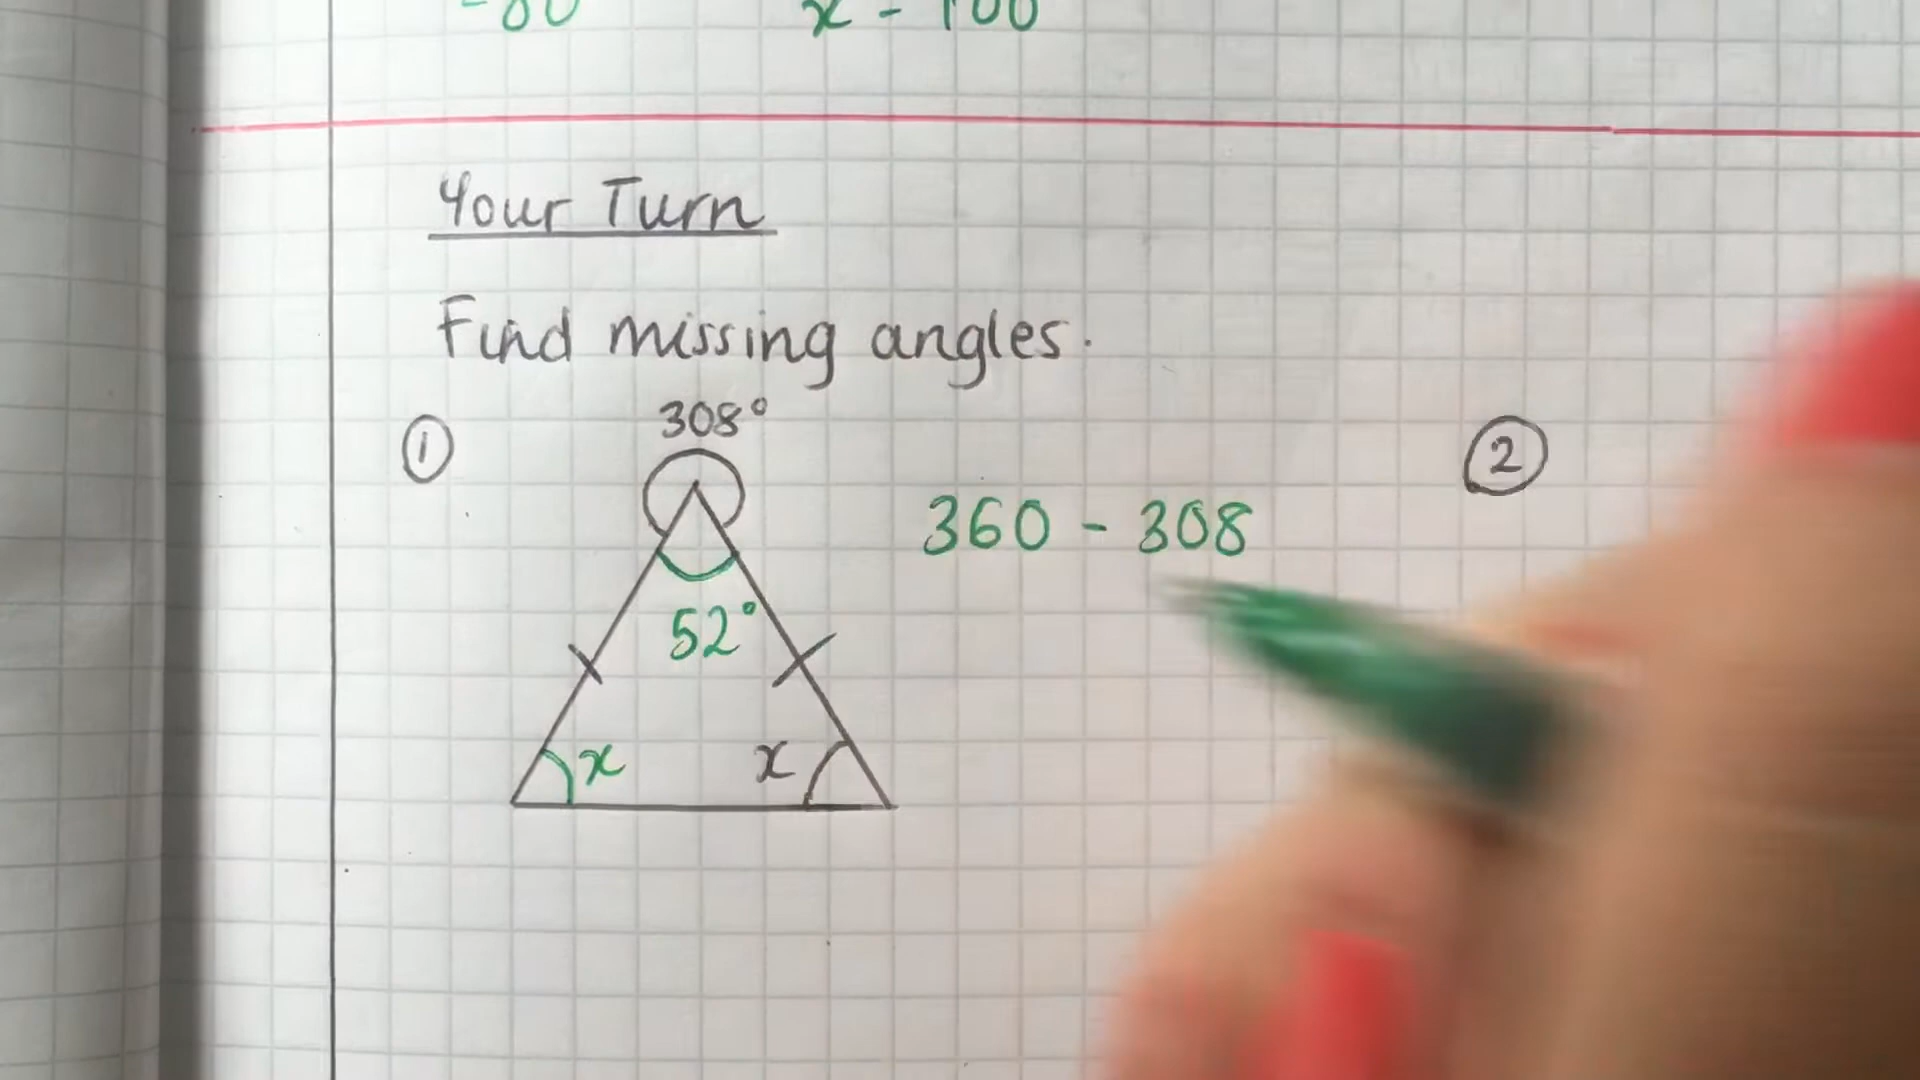 Your Turn
Find missing angles.
① 308° ②
360 - 308
52°
x x